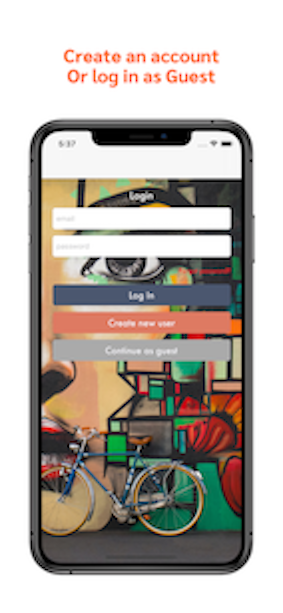 Create an account
Or log in as Guest
5:37
Login
email
password
Log In
Create new user
Continue as guest